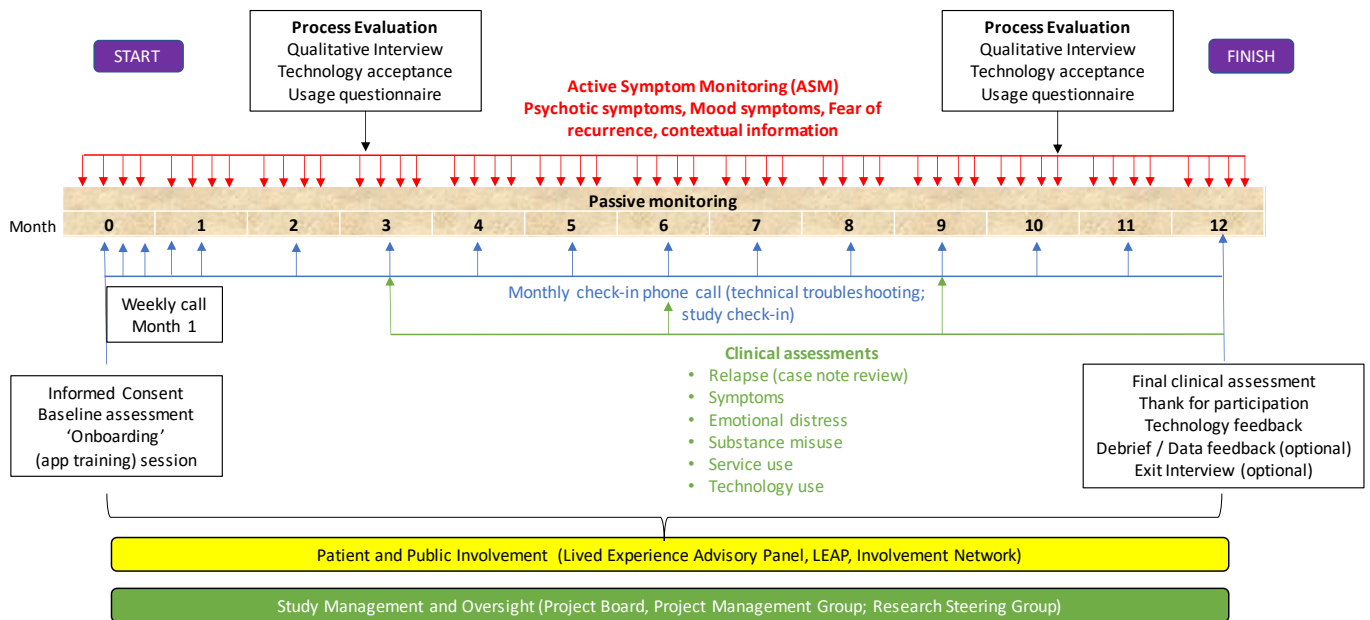 START
Process Evaluation
Qualitative Interview
Technology acceptance
Usage questionnaire
Process Evaluation
Qualitative Interview
Technology acceptance
Usage questionnaire
FINISH
Active Symptom Monitoring (ASM)
Psychotic symptoms, Mood symptoms, Fear of
recurrence, contextual information
Passive monitoring
Month 0 1 2 3 4 5 6 7 8 9 10 11 12
Weekly call
Month 1
Monthly check-in phone call (technical troubleshooting;
study check-in)
Informed Consent
Baseline assessment
‘Onboarding’
(app training) session
Clinical assessments
• Relapse (case note review)
• Symptoms
• Emotional distress
• Substance misuse
• Service use
• Technology use
Final clinical assessment
Thank for participation
Technology feedback
Debrief / Data feedback (optional)
Exit Interview (optional)
Patient and Public Involvement (Lived Experience Advisory Panel, LEAP, Involvement Network)
Study Management and Oversight (Project Board, Project Management Group; Research Steering Group)